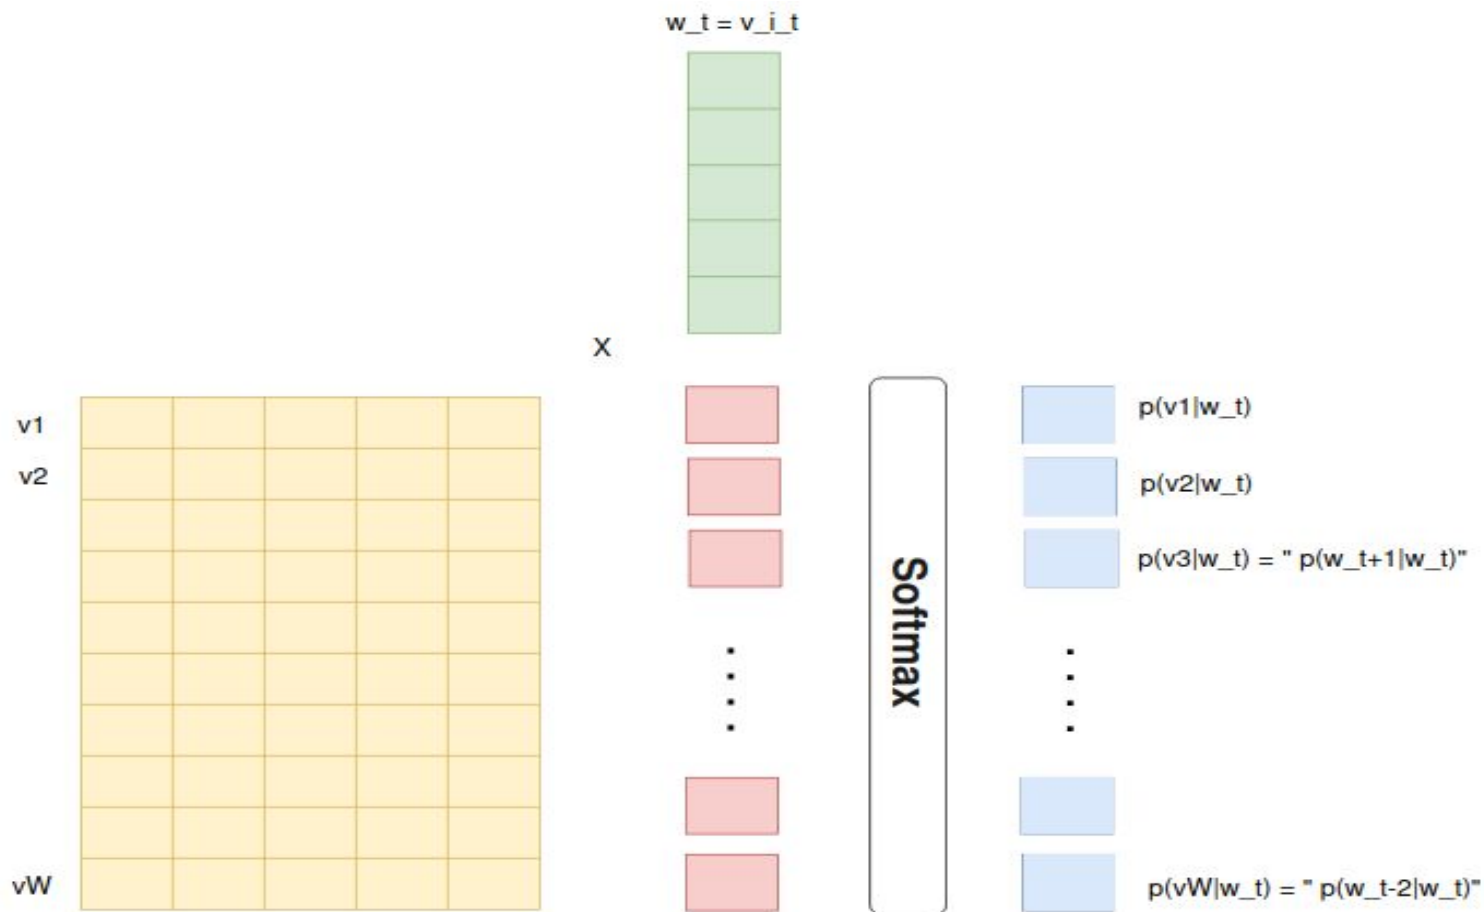 w_t = v_i_t
X
v1
p(v1|w_t)
v2
p(v2|w_t)
p(v3|w_t) = " p(w_t+1|w_t)"
Softmax
vW
p(vW|w_t) = " p(w_t-2|w_t)"